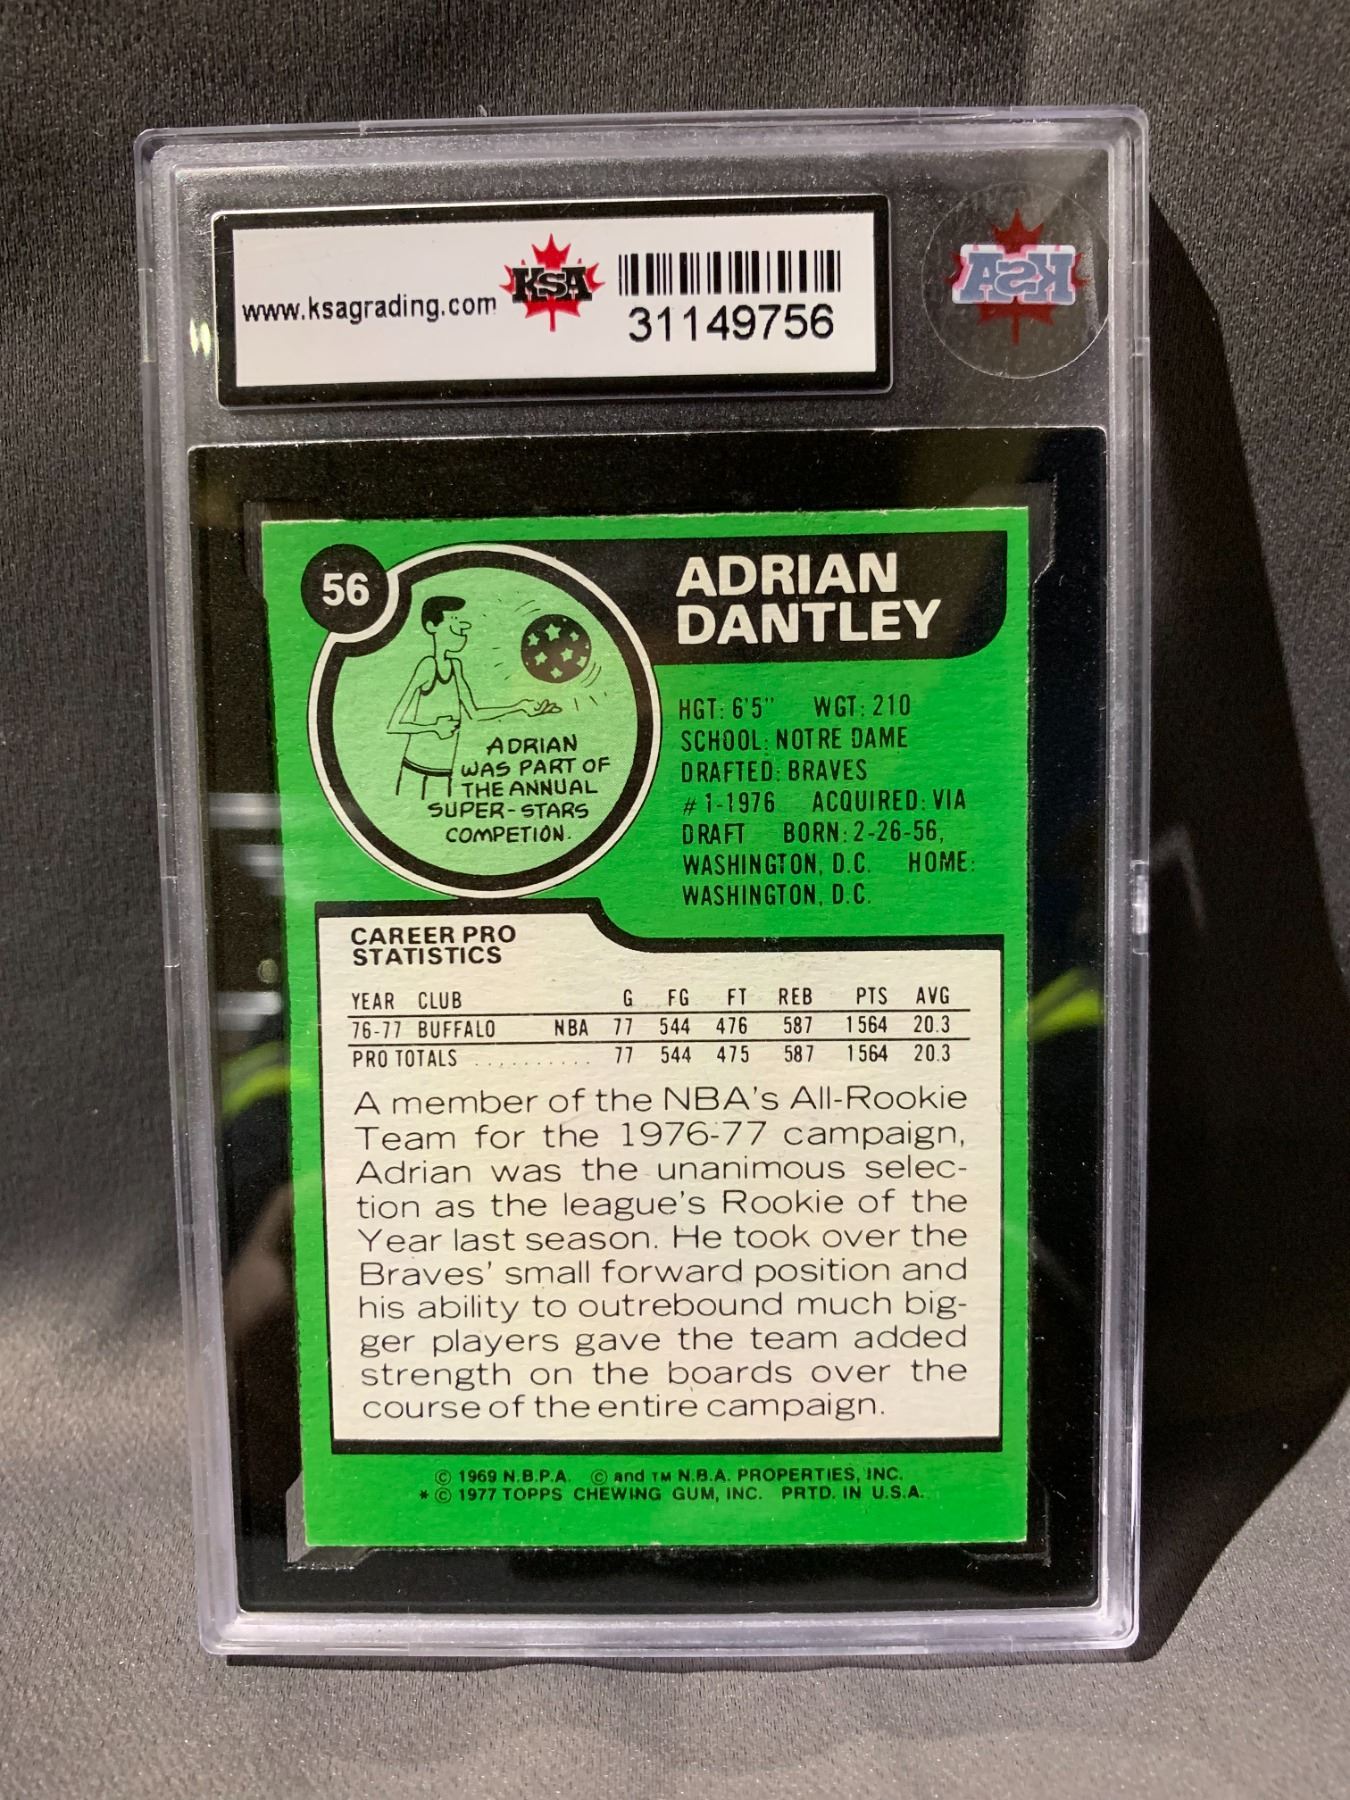 www.ksagrading.com
KSA
31149756
KSA
56
ADRIAN
DANTLEY
ADRIAN
WAS PART OF
THE ANNUAL
SUPER-STARS
COMPETION.
HGT: 6'5" WGT: 210
SCHOOL: NOTRE DAME
DRAFTED: BRAVES
#1-1976 ACQUIRED: VIA
DRAFT BORN: 2-26-56,
WASHINGTON, D.C. HOME:
WASHINGTON, D.C.
CAREER PRO
STATISTICS
YEAR CLUB G FG FT REB PTS AVG
76-77 BUFFALO NBA 77 544 476 587 1564 20.3
PRO TOTALS .......... 77 544 475 587 1564 20.3
A member of the NBA's All-Rookie
Team for the 1976-77 campaign,
Adrian was the unanimous selec-
tion as the league's Rookie of the
Year last season. He took over the
Braves' small forward position and
his ability to outrebound much big-
ger players gave the team added
strength on the boards over the
course of the entire campaign.
© 1969 N.B.P.A. © and TM N.B.A. PROPERTIES, INC.
* © 1977 TOPPS CHEWING GUM, INC. PRTD. IN U.S.A.